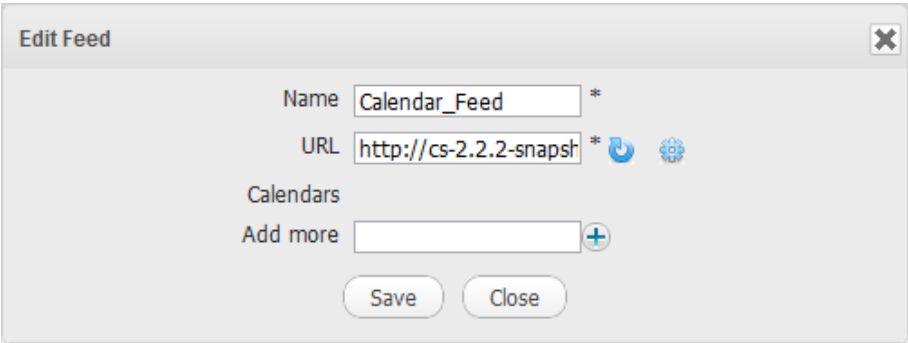 Edit Feed
Name Calendar_Feed *
URL http://cs-2.2.2-snapsh *
Calendars
Add more
Save Close